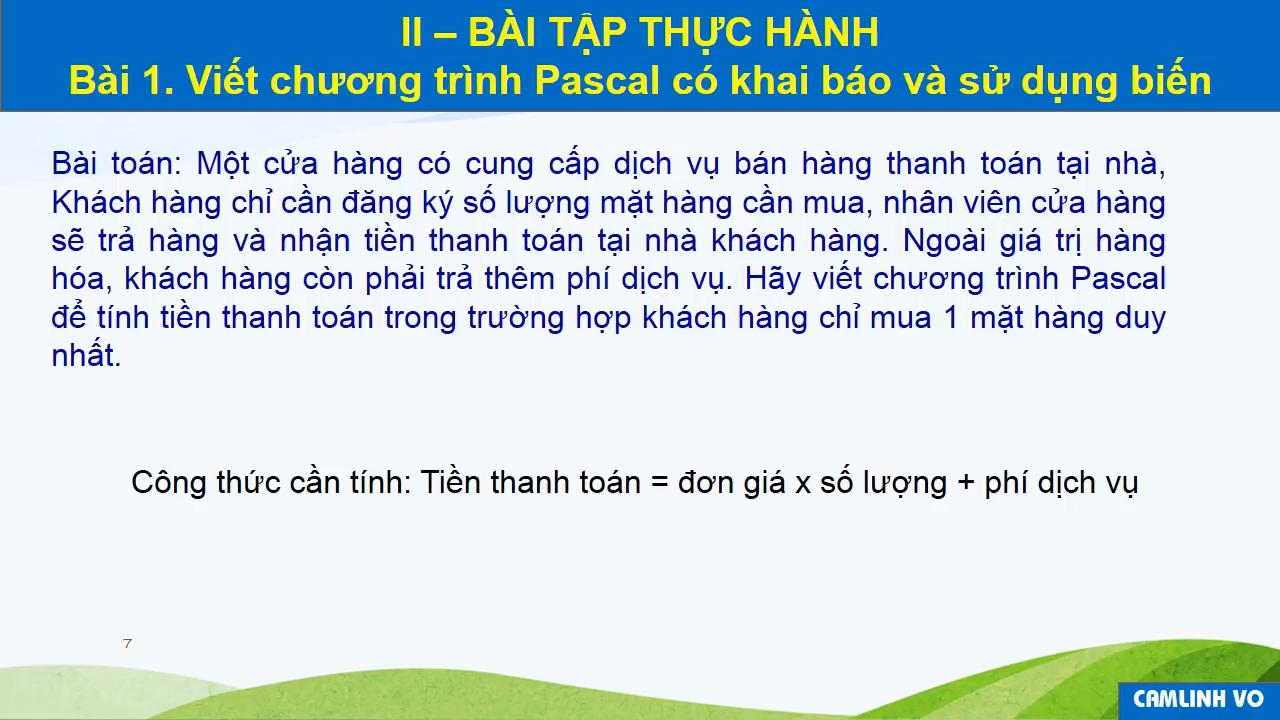 II – BÀI TẬP THỰC HÀNH
Bài 1. Viết chương trình Pascal có khai báo và sử dụng biến
Bài toán: Một cửa hàng có cung cấp dịch vụ bán hàng thanh toán tại nhà,
Khách hàng chỉ cần đăng ký số lượng mặt hàng cần mua, nhân viên cửa hàng
sẽ trả hàng và nhận tiền thanh toán tại nhà khách hàng. Ngoài giá trị hàng
hóa, khách hàng còn phải trả thêm phí dịch vụ. Hãy viết chương trình Pascal
để tính tiền thanh toán trong trường hợp khách hàng chỉ mua 1 mặt hàng duy
nhất.
Công thức cần tính: Tiền thanh toán = đơn giá x số lượng + phí dịch vụ
7
CAMLINH VO